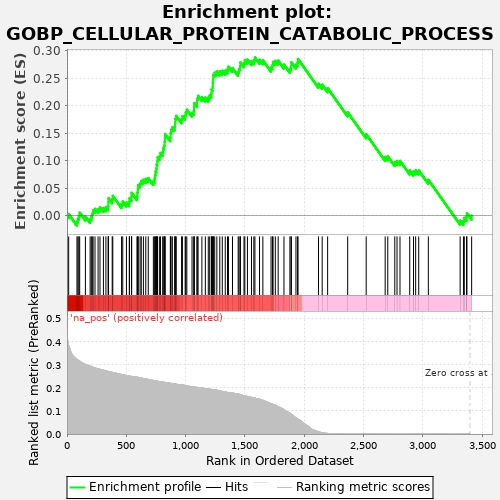 Enrichment plot:
GOBP_CELLULAR_PROTEIN_CATABOLIC_PROCESS
Enrichment score (ES)
0.30
0.25
0.20
0.15
0.10
0.05
0.00
'na_pos' (positively correlated)
Ranked list metric (PreRanked)
0.5
0.4
0.3
0.2
0.1
0.0
Zero cross at
0
500
1,000
1,500
2,000
2,500
3,000
3,500
Rank in Ordered Dataset
Enrichment profile
Hits
Ranking metric scores